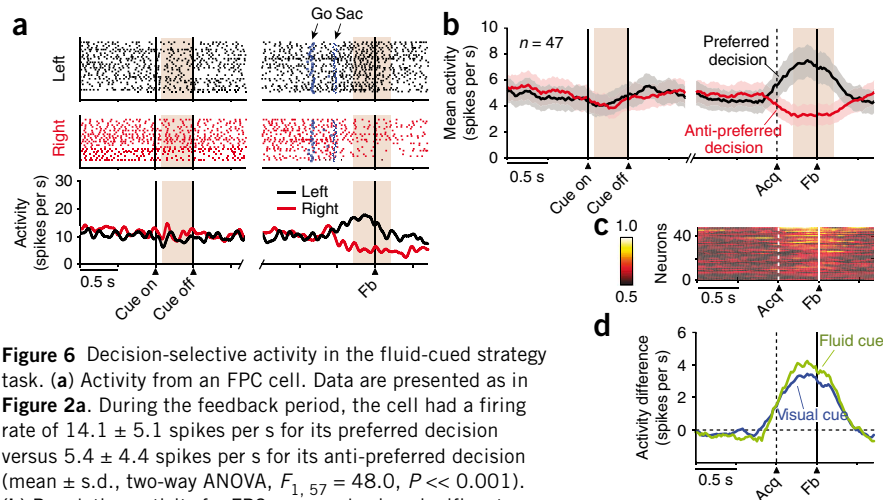 a
Go Sac
Left
Right
30
20
10
0
Activity
(spikes per s)
Left
Right
0.5 s
Cue on
Cue off
Fb
b
n = 47
10
8
6
4
2
0
Mean activity
(spikes per s)
Preferred
decision
Anti-preferred
decision
0.5 s
Cue on
Cue off
Acq
Fb
c
1.0
0.5
Neurons
40
0
0.5 s
Acq
Fb
d
6
4
2
0
Activity difference
(spikes per s)
Fluid cue
Visual cue
0.5 s
Acq
Fb
Figure 6 Decision-selective activity in the fluid-cued strategy
task. (a) Activity from an FPC cell. Data are presented as in
Figure 2a. During the feedback period, the cell had a firing
rate of 14.1 ± 5.1 spikes per s for its preferred decision
versus 5.4 ± 4.4 spikes per s for its anti-preferred decision
(mean ± s.d., two-way ANOVA, F1, 57 = 48.0, P << 0.001).